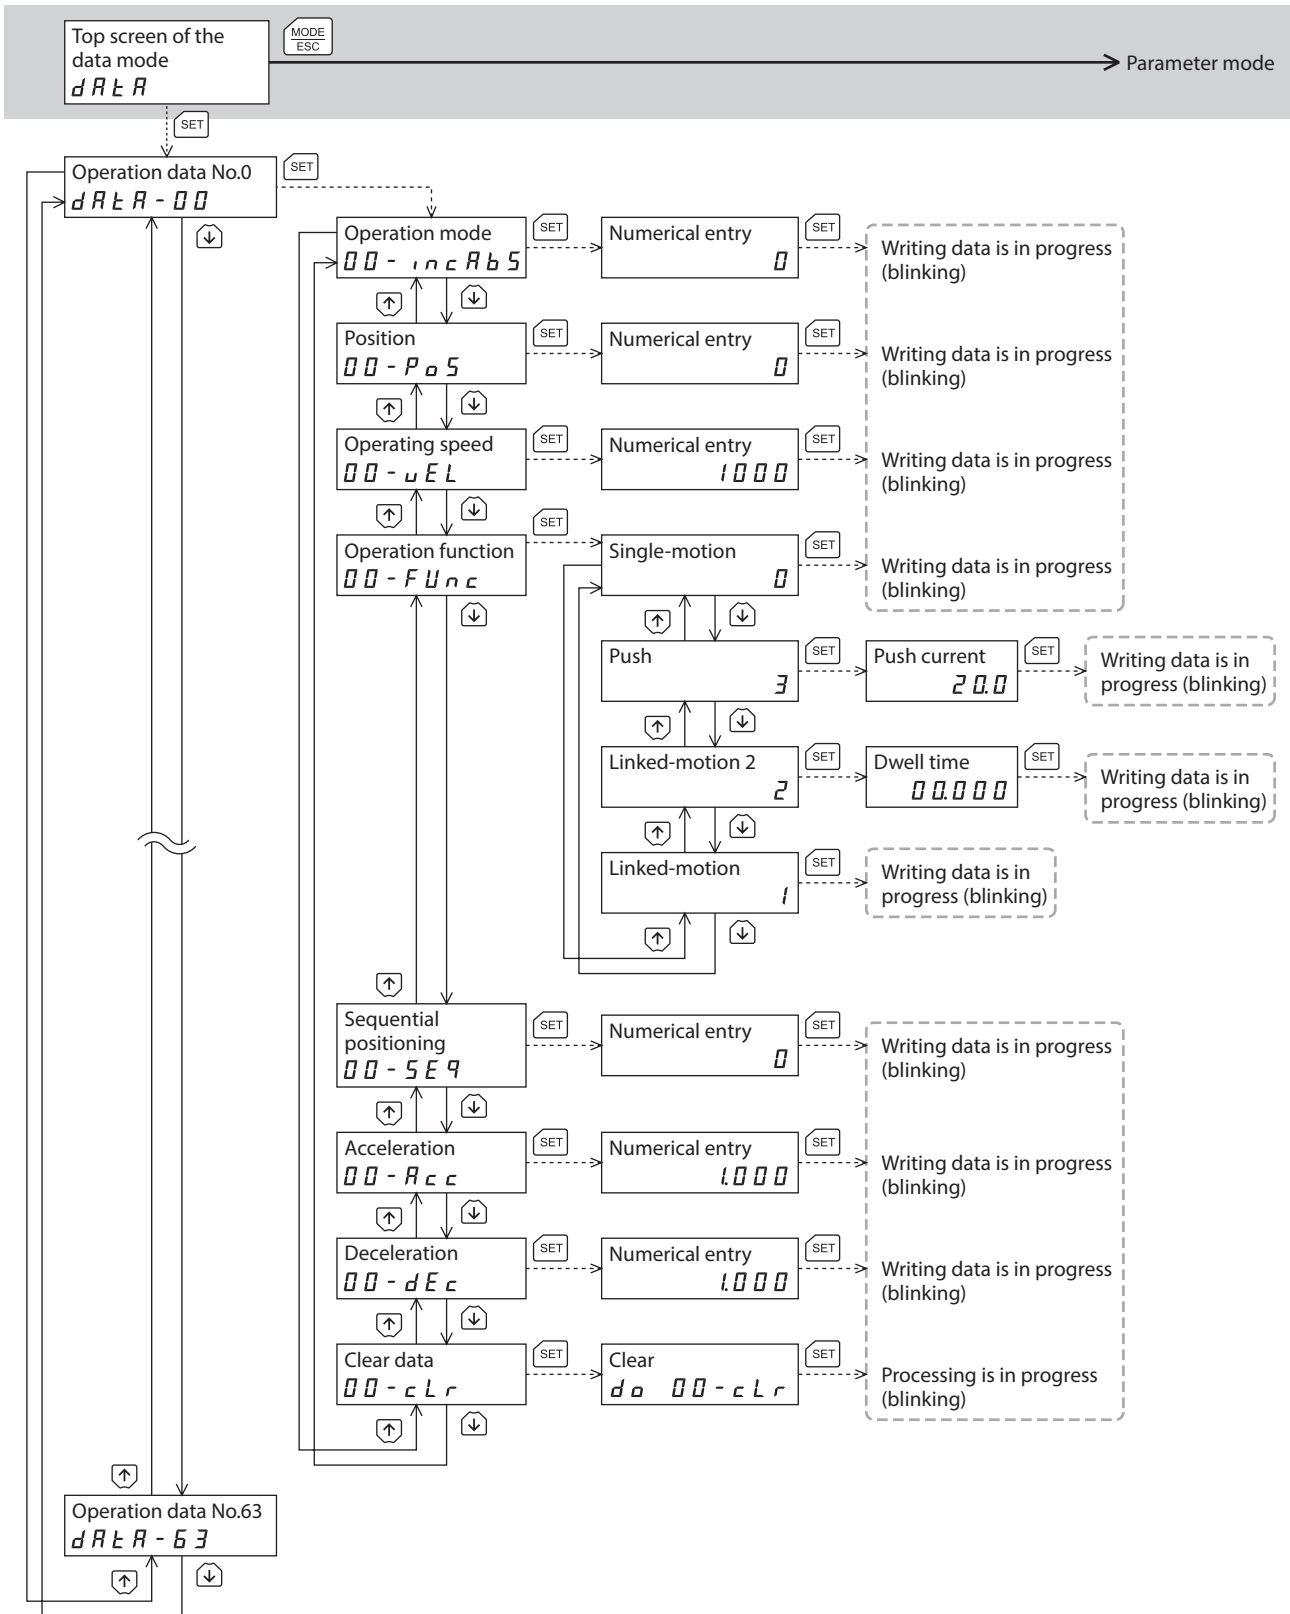 Top screen of the
data mode
dAtA
MODE
ESC
Parameter mode
SET
Operation data No.0
dAtA-00
SET
Operation mode
00-incAbS
SET
Numerical entry
0
SET
Writing data is in progress
(blinking)
Position
00-PoS
SET
Numerical entry
0
SET
Writing data is in progress
(blinking)
Operating speed
00-vEL
SET
Numerical entry
1000
SET
Writing data is in progress
(blinking)
Operation function
00-FUnc
SET
Single-motion
0
SET
Writing data is in progress
(blinking)
Push
3
SET
Push current
20.0
SET
Writing data is in
progress (blinking)
Linked-motion 2
2
SET
Dwell time
00.000
SET
Writing data is in
progress (blinking)
Linked-motion
1
SET
Writing data is in
progress (blinking)
Sequential
positioning
00-SEq
SET
Numerical entry
0
SET
Writing data is in progress
(blinking)
Acceleration
00-Acc
SET
Numerical entry
1.000
SET
Writing data is in progress
(blinking)
Deceleration
00-dEc
SET
Numerical entry
1.000
SET
Writing data is in progress
(blinking)
Clear data
00-cLr
SET
Clear
do 00-cLr
SET
Processing is in progress
(blinking)
Operation data No.63
dAtA-63